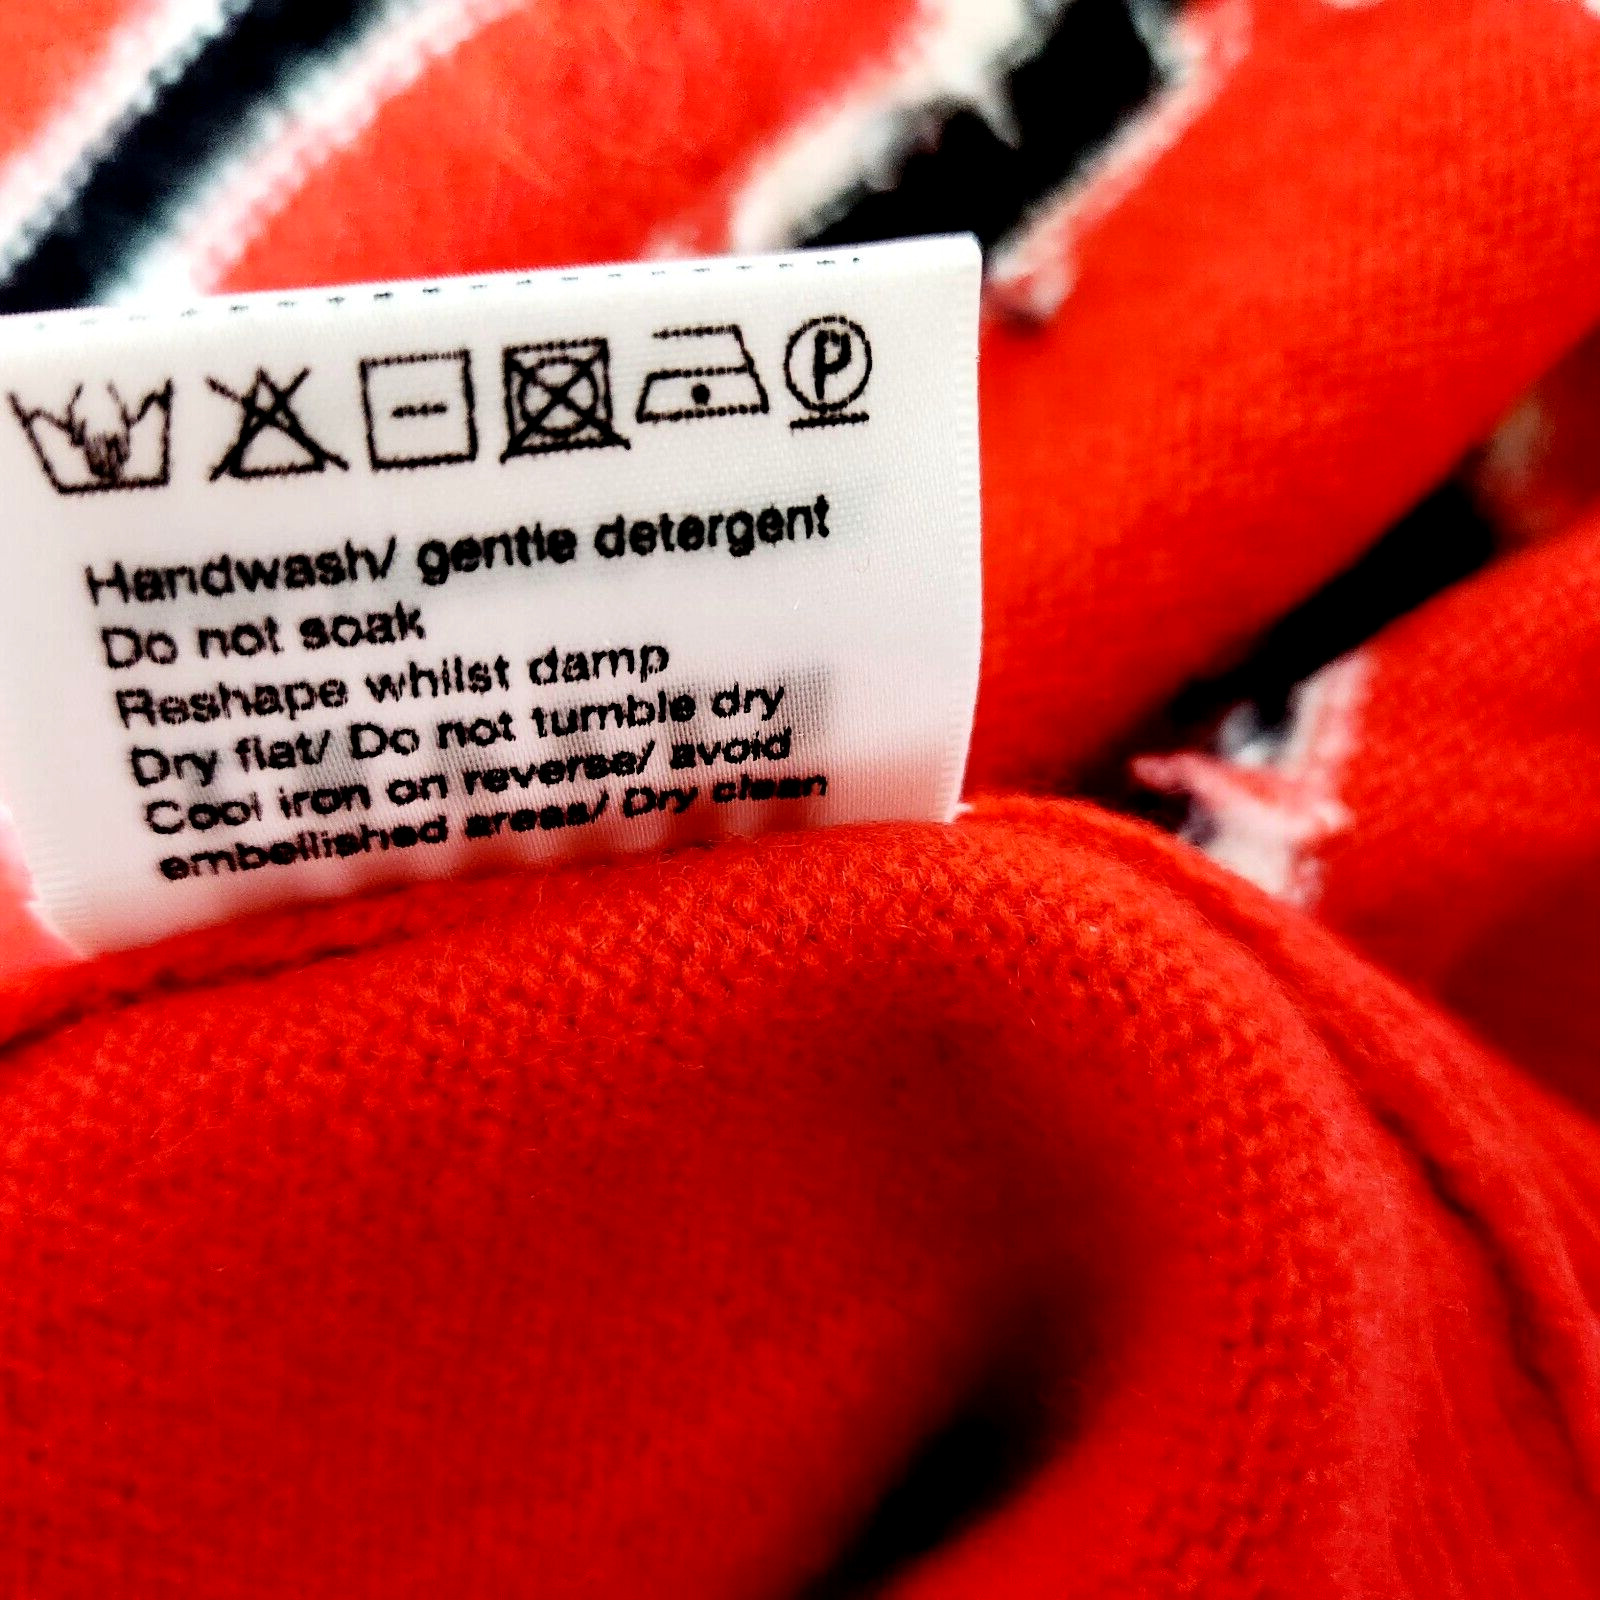 P
Handwash/ gentle detergent
Do not soak
Reshape whilst damp
Dry flat/ Do not tumble dry
Cool iron on reverse/ avoid
embellished areas/ Dry clean